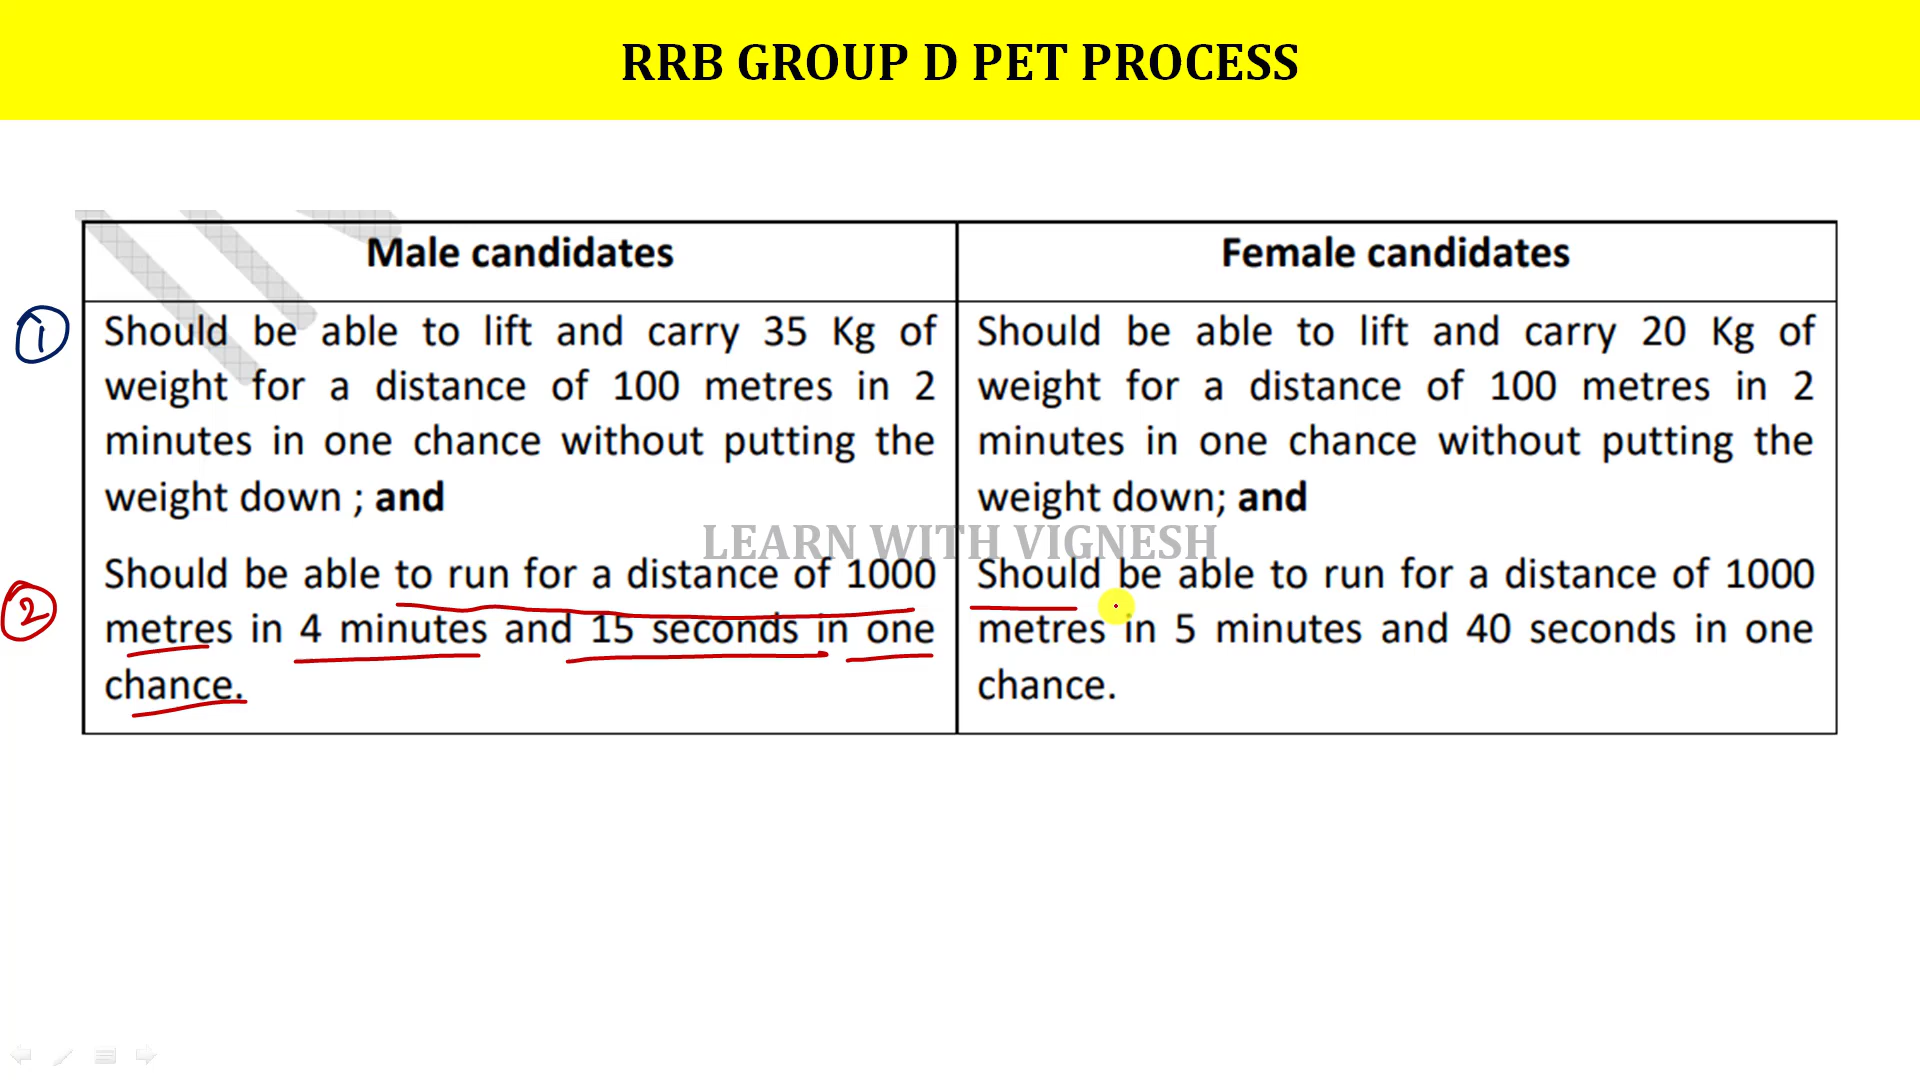 RRB GROUP D PET PROCESS
Male candidates
Female candidates
1
Should be able to lift and carry 35 Kg of
weight for a distance of 100 metres in 2
minutes in one chance without putting the
weight down ; and
2
Should be able to run for a distance of 1000
metres in 4 minutes and 15 seconds in one
chance.
Should be able to lift and carry 20 Kg of
weight for a distance of 100 metres in 2
minutes in one chance without putting the
weight down; and
Should be able to run for a distance of 1000
metres in 5 minutes and 40 seconds in one
chance.
LEARN WITH VIGNESH